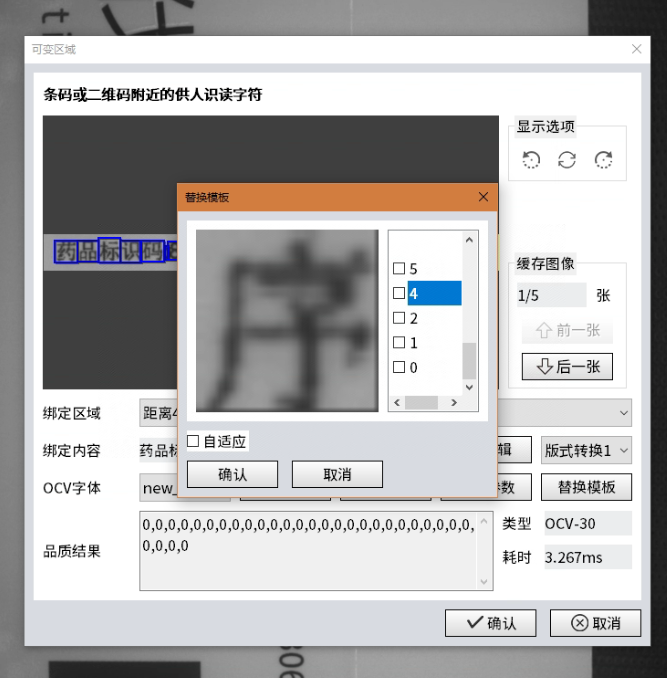 ti
可变区域
条码或二维码附近的供人识读字符
显示选项
替换模板
药品标识码
序
5
4
2
1
0
缓存图像
1/5 张
前一张
后一张
自适应
确认 取消
绑定区域 距离4
绑定内容 药品标 辑 版式转换1
OCV字体 new_ 参数 替换模板
品质结果
0,0,0,0,0,0,0,0,0,0,0,0,0,0,0,0,0,0,0,0,0,0,0,0,0,0,
0,0,0,0
类型 OCV-30
耗时 3.267ms
确认 取消
306